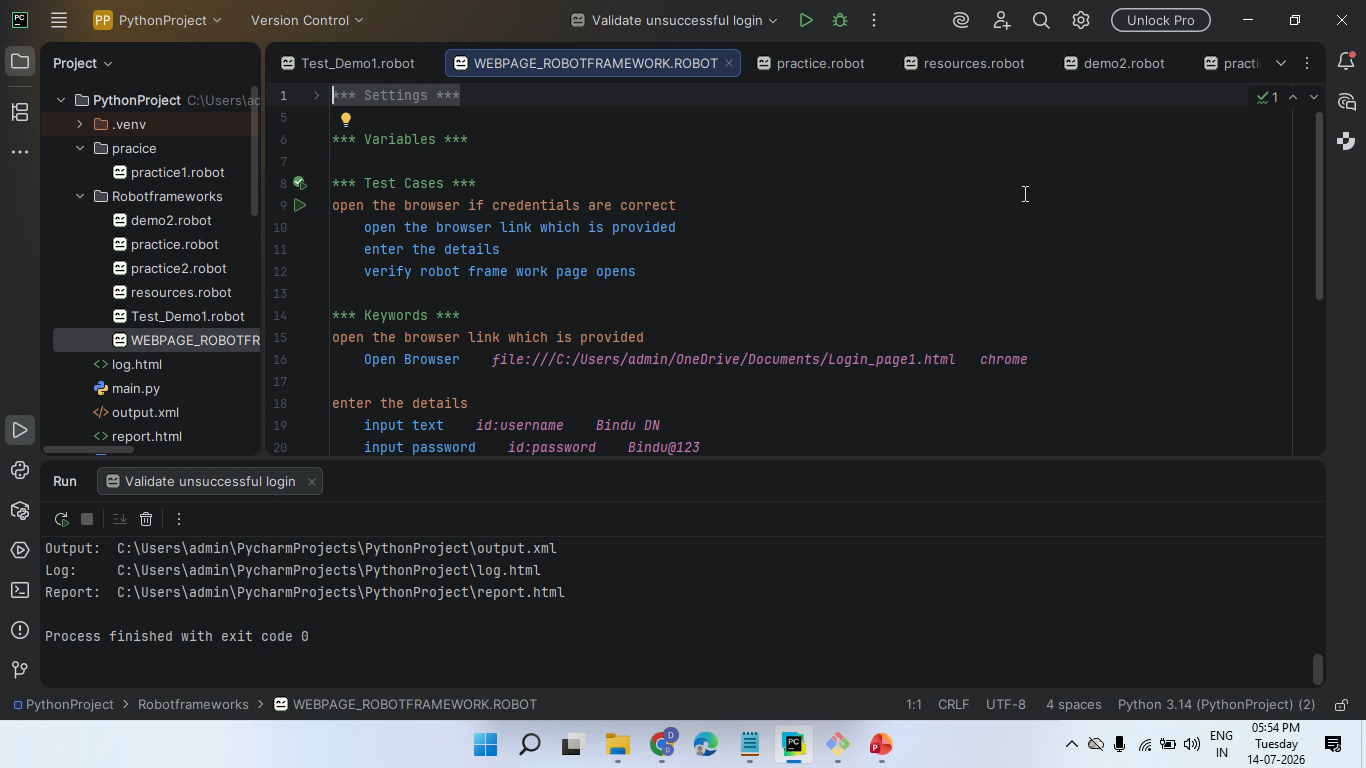 PC
PP PythonProject Version Control Validate unsuccessful login Unlock Pro
Project
Test_Demo1.robot WEBPAGE_ROBOTFRAMEWORK.ROBOT practice.robot resources.robot demo2.robot practi
PythonProject C:\Users\ad
.venv
pracice
practice1.robot
Robotframeworks
demo2.robot
practice.robot
practice2.robot
resources.robot
Test_Demo1.robot
WEBPAGE_ROBOTFR
log.html
main.py
output.xml
report.html
1 *** Settings *** 1
5
6 *** Variables ***
7
8 *** Test Cases ***
9 open the browser if credentials are correct
10 open the browser link which is provided
11 enter the details
12 verify robot frame work page opens
13
14 *** Keywords ***
15 open the browser link which is provided
16 Open Browser file:///C:/Users/admin/OneDrive/Documents/Login_page1.html chrome
17
18 enter the details
19 input text id:username Bindu DN
20 input password id:password Bindu@123
Run Validate unsuccessful login
Output: C:\Users\admin\PycharmProjects\PythonProject\output.xml
Log: C:\Users\admin\PycharmProjects\PythonProject\log.html
Report: C:\Users\admin\PycharmProjects\PythonProject\report.html
Process finished with exit code 0
PythonProject Robotframeworks WEBPAGE_ROBOTFRAMEWORK.ROBOT 1:1 CRLF UTF-8 4 spaces Python 3.14 (PythonProject) (2)
D
PC
ENG
IN
05:54 PM
Tuesday
14-07-2026